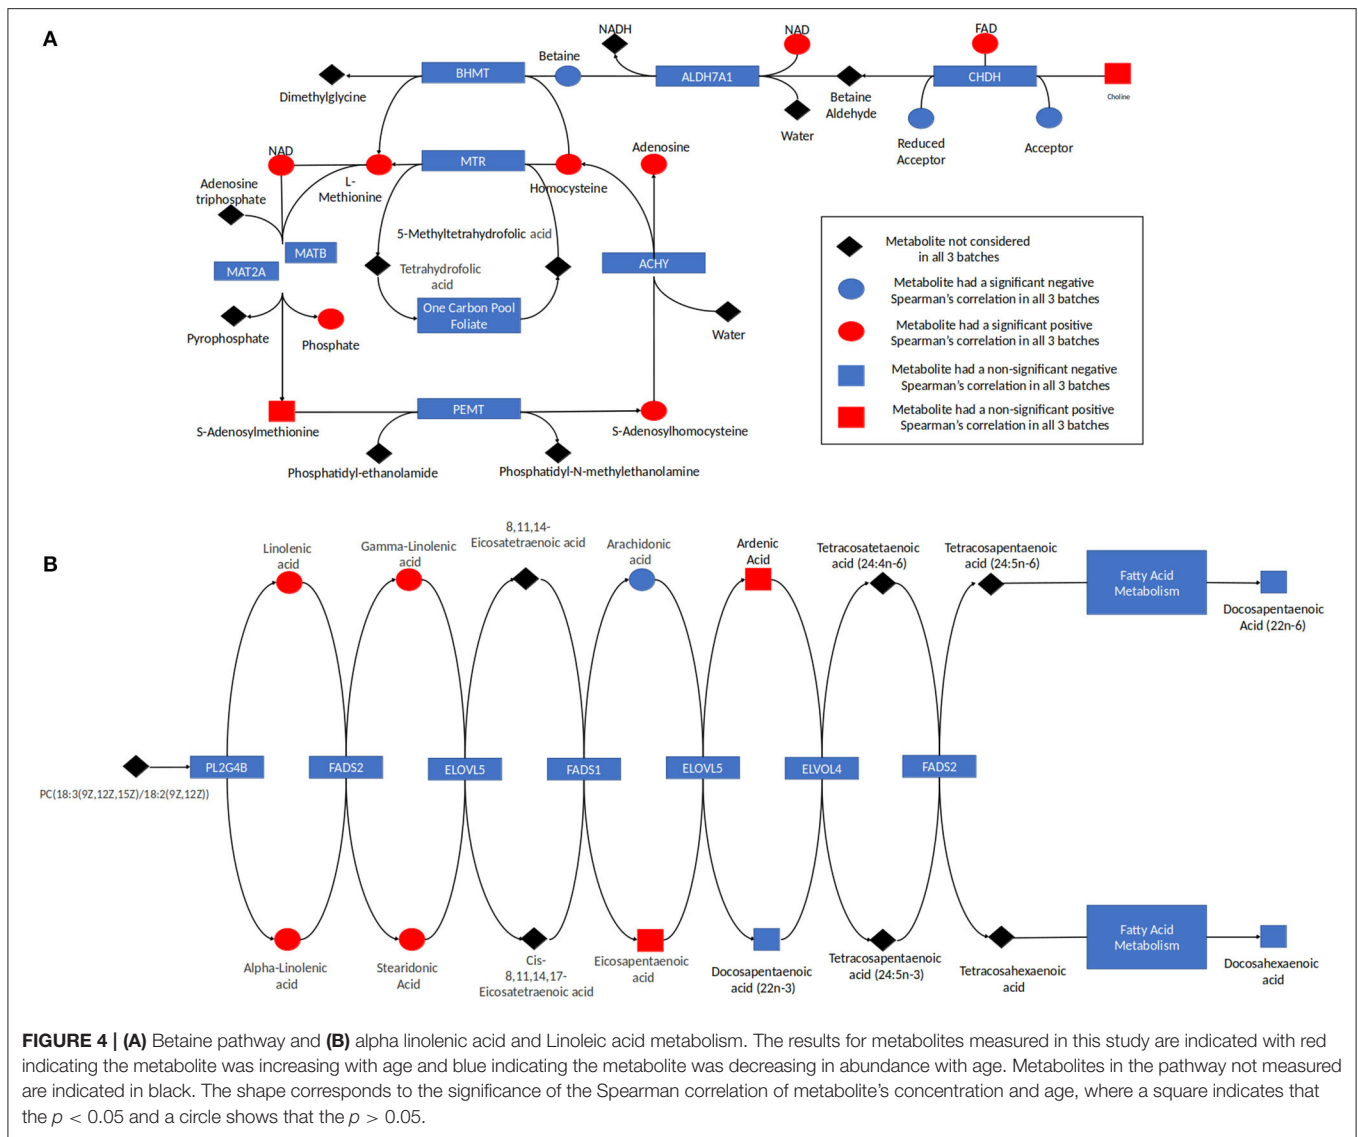 A
NADH
NAD
FAD
Betaine
BHMT
ALDH7A1
CHDH
Dimethylglycine
Betaine
Aldehyde
Choline
Water
Reduced
Acceptor
Acceptor
NAD
Adenosine
MTR
L-
Methionine
Homocysteine
Adenosine
triphosphate
5-Methyltetrahydrofolic acid
MATB
MAT2A
Tetrahydrofolic
acid
ACHY
One Carbon Pool
Foliate
Pyrophosphate
Phosphate
Water
PEMT
S-Adenosylmethionine
S-Adenosylhomocysteine
Phosphatidyl-ethanolamide
Phosphatidyl-N-methylethanolamine
Metabolite not considered
in all 3 batches
Metabolite had a significant negative
Spearman's correlation in all 3 batches
Metabolite had a significant positive
Spearman's correlation in all 3 batches
Metabolite had a non-significant negative
Spearman's correlation in all 3 batches
Metabolite had a non-significant positive
Spearman's correlation in all 3 batches
B
Linolenic
acid
Gamma-Linolenic
acid
8,11,14-
Eicosatetraenoic acid
Arachidonic
acid
Ardenic
Acid
Tetracosatetaenoic
acid (24:4n-6)
Tetracosapentaenoic
acid (24:5n-6)
Fatty Acid
Metabolism
Docosapentaenoic
Acid (22n-6)
PL2G4B
FADS2
ELOVL5
FADS1
ELOVL5
ELVOL4
FADS2
PC(18:3(9Z,12Z,15Z)/18:2(9Z,12Z))
Alpha-Linolenic
acid
Stearidonic
Acid
Cis-
8,11,14,17-
Eicosatetraenoic acid
Eicosapentaenoic
acid
Docosapentaenoic
acid (22n-3)
Tetracosapentaenoic
acid (24:5n-3)
Tetracosahexaenoic
acid
Fatty Acid
Metabolism
Docosahexaenoic
acid
FIGURE 4 | (A) Betaine pathway and (B) alpha linolenic acid and Linoleic acid metabolism. The results for metabolites measured in this study are indicated with red
indicating the metabolite was increasing with age and blue indicating the metabolite was decreasing in abundance with age. Metabolites in the pathway not measured
are indicated in black. The shape corresponds to the significance of the Spearman correlation of metabolite's concentration and age, where a square indicates that
the p < 0.05 and a circle shows that the p > 0.05.